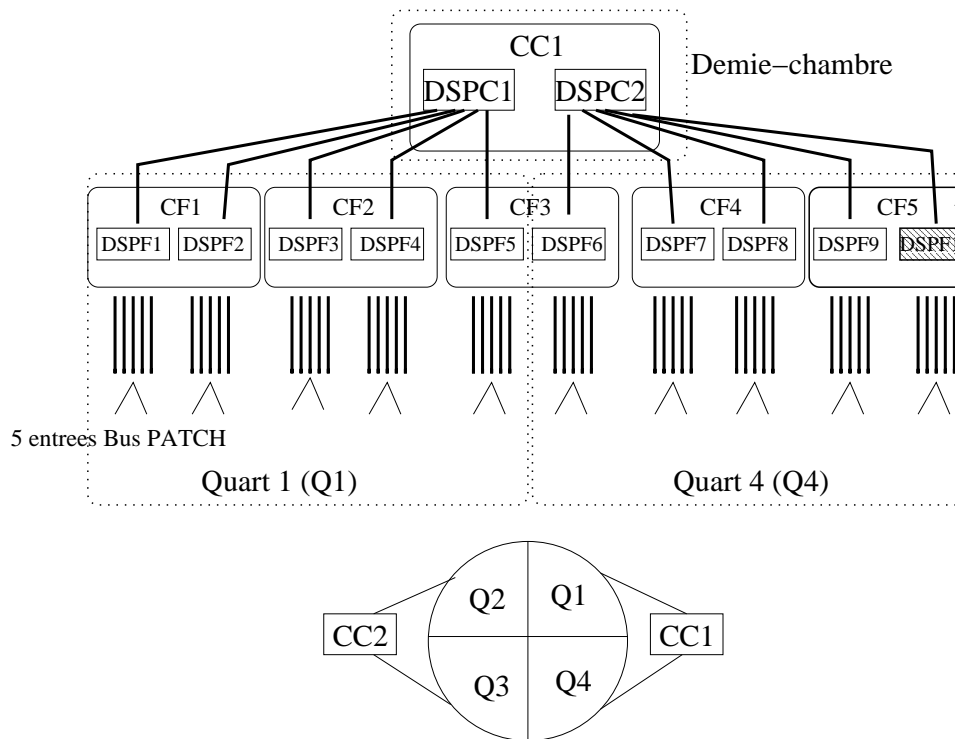 CC1
DSPC1 DSPC2
Demie−chambre
CF1 CF2 CF3 CF4 CF5
DSPF1 DSPF2 DSPF3 DSPF4 DSPF5 DSPF6 DSPF7 DSPF8 DSPF9
5 entrees Bus PATCH
Quart 1 (Q1) Quart 4 (Q4)
Q2 Q1
CC2 CC1
Q3 Q4